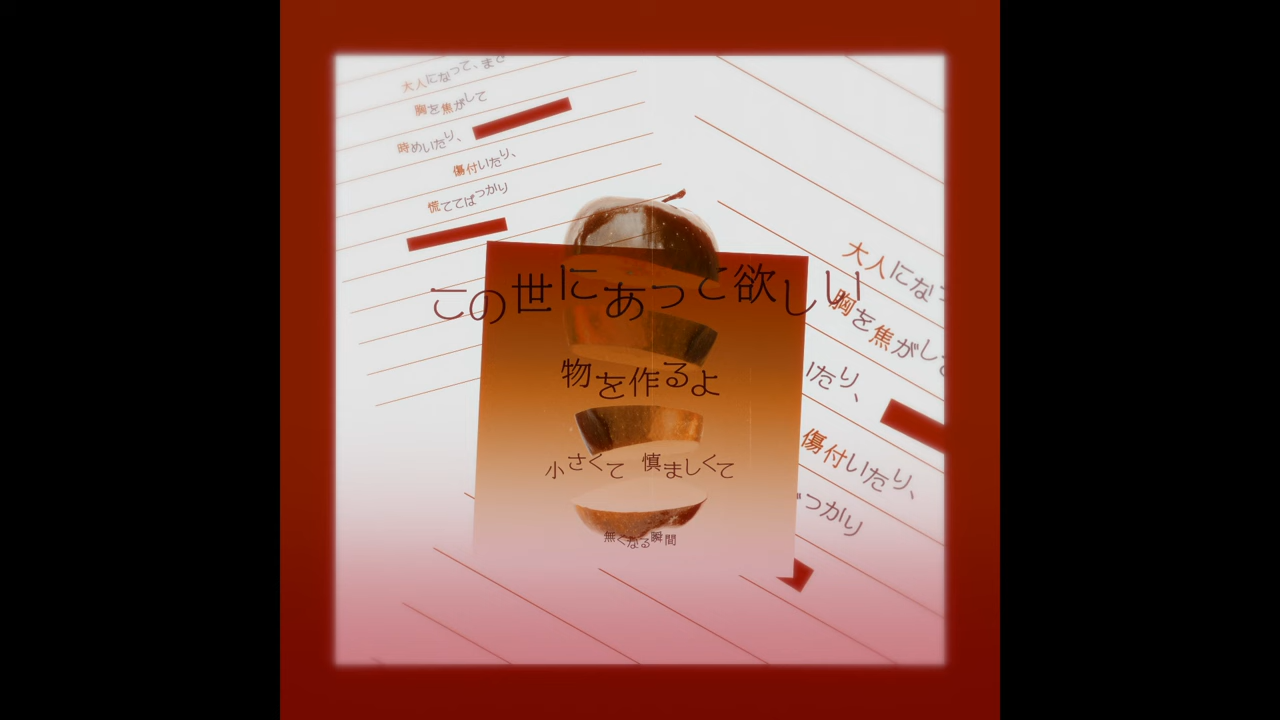 大人になって、まだ
胸を焦がして
時めいたり、
傷付いたり、
慌ててばっかり
この世にあって欲しい
物を作るよ
小さくて 慎ましくて
無くなる瞬間
大人になっ
胸を焦がして
いたり、
傷付いたり、
っかり